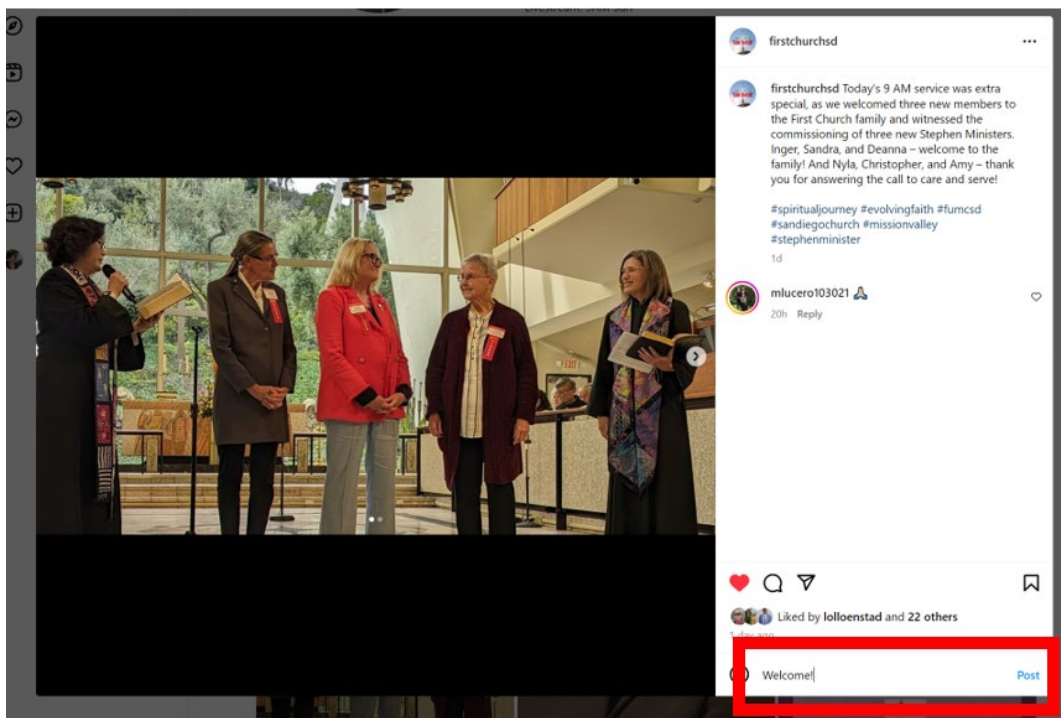 firstchurchsd
firstchurchsd Today's 9 AM service was extra
special, as we welcomed three new members to
the First Church family and witnessed the
commissioning of three new Stephen Ministers.
Inger, Sandra, and Deanna – welcome to the
family! And Nyla, Christopher, and Amy – thank
you for answering the call to care and serve!
#spiritualjourney #evolvingfaith #fumcsd
#sandiegochurch #missionvalley
#stephenminister
1d
mlucero103021 🙏🏼
20h Reply
EXIT
Liked by lolloenstad and 22 others
1 day ago
Welcome! Post